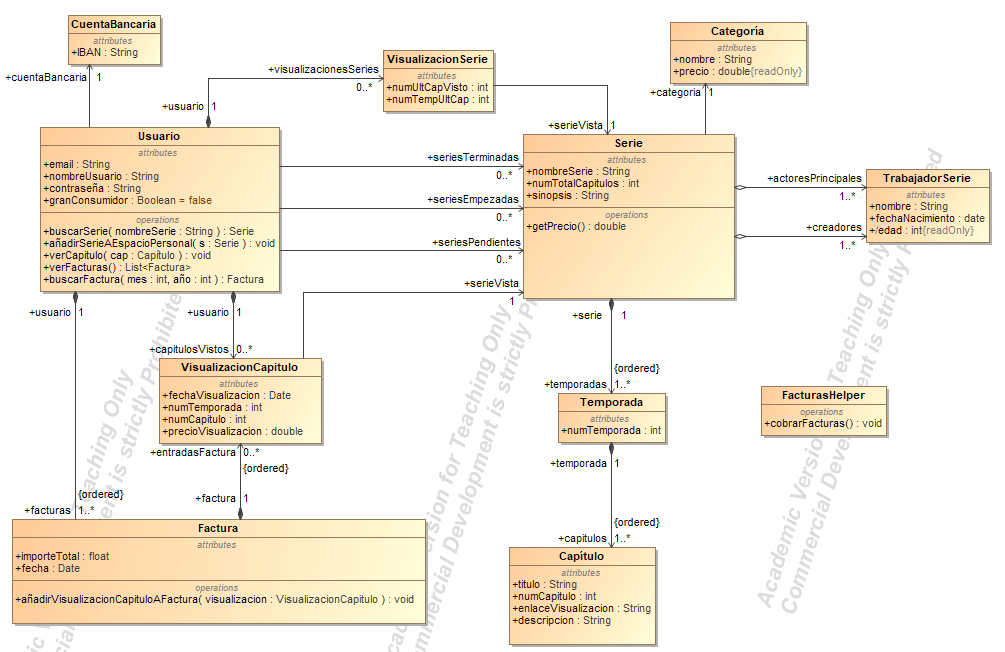 CuentaBancaria
attributes
+IBAN : String
+cuentaBancaria 1
VisualizacionSerie
attributes
+numUltCapVisto : int
+numTempUltCap : int
+visualizacionesSeries
0..*
+usuario 1
Categoría
attributes
+nombre : String
+precio : double{readOnly}
+categoria 1
+serieVista 1
Usuario
attributes
+email : String
+nombreUsuario : String
+contraseña : String
+granConsumidor : Boolean = false
operations
+buscarSerie( nombreSerie : String ) : Serie
+añadirSerieAEspacioPersonal( s : Serie ) : void
+verCapitulo( cap : Capítulo ) : void
+verFacturas() : List<Factura>
+buscarFactura( mes : int, año : int ) : Factura
+seriesTerminadas
0..*
+seriesEmpezadas
0..*
+seriesPendientes
0..*
+serieVista
1
Serie
attributes
+nombreSerie : String
+numTotalCapitulos : int
+sinopsis : String
operations
+getPrecio() : double
+actoresPrincipales
1..*
+creadores
1..*
TrabajadorSerie
attributes
+nombre : String
+fechaNacimiento : date
+/edad : int{readOnly}
+usuario 1
+usuario 1
+capitulosVistos 0..*
VisualizacionCapitulo
attributes
+fechaVisualizacion : Date
+numTemporada : int
+numCapitulo : int
+precioVisualizacion : double
+entradasFactura 0..*
{ordered}
+factura 1
{ordered}
+facturas 1..*
Factura
attributes
+importeTotal : float
+fecha : Date
operations
+añadirVisualizacionCapituloAFactura( visualizacion : VisualizacionCapitulo ) : void
+serie 1
{ordered}
+temporadas 1..*
Temporada
attributes
+numTemporada : int
+temporada 1
{ordered}
+capitulos 1..*
Capítulo
attributes
+titulo : String
+numCapitulo : int
+enlaceVisualizacion : String
+descripcion : String
FacturasHelper
operations
+cobrarFacturas() : void
Academic Version for Teaching Only
Commercial Development is strictly Prohibited